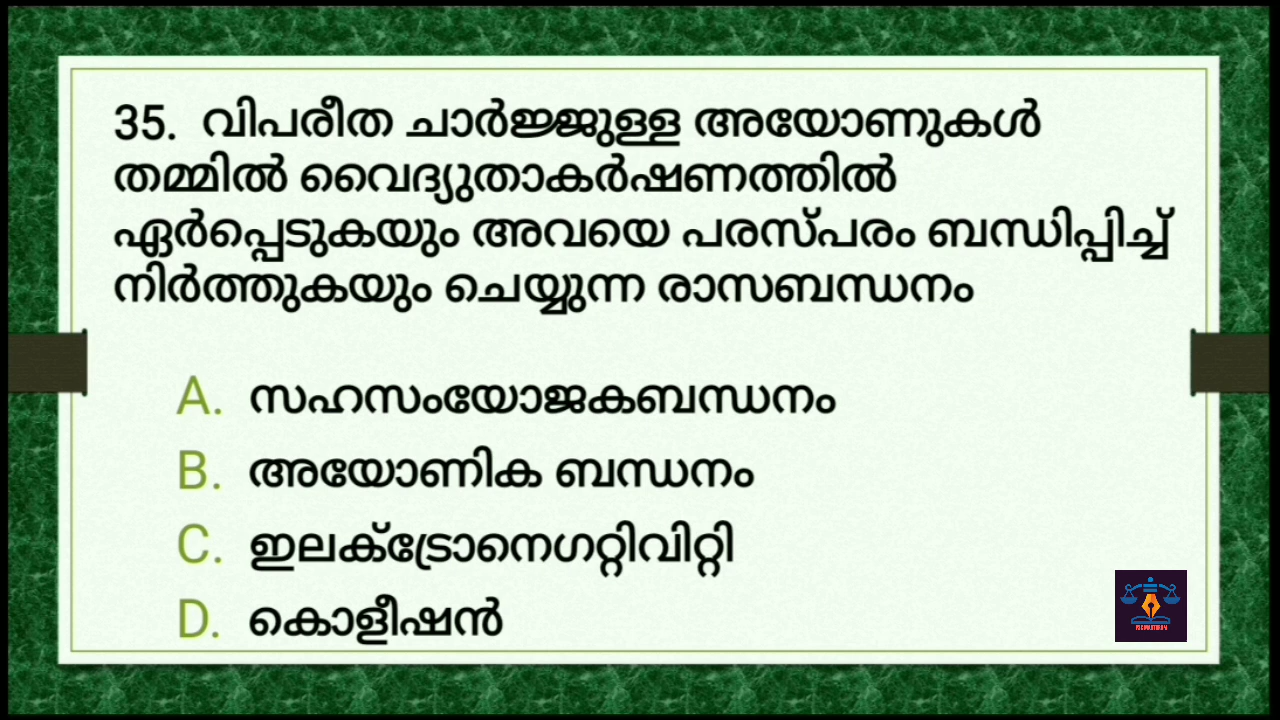 35. വിപരീത ചാർജ്ജുള്ള അയോണുകൾ
തമ്മിൽ വൈദ്യുതാകർഷണത്തിൽ
ഏർപ്പെടുകയും അവയെ പരസ്പരം ബന്ധിപ്പിച്ച്
നിർത്തുകയും ചെയ്യുന്ന രാസബന്ധനം
A. സഹസംയോജകബന്ധനം
B. അയോണിക ബന്ധനം
C. ഇലക്ട്രോനെഗറ്റിവിറ്റി
D. കൊളീഷൻ